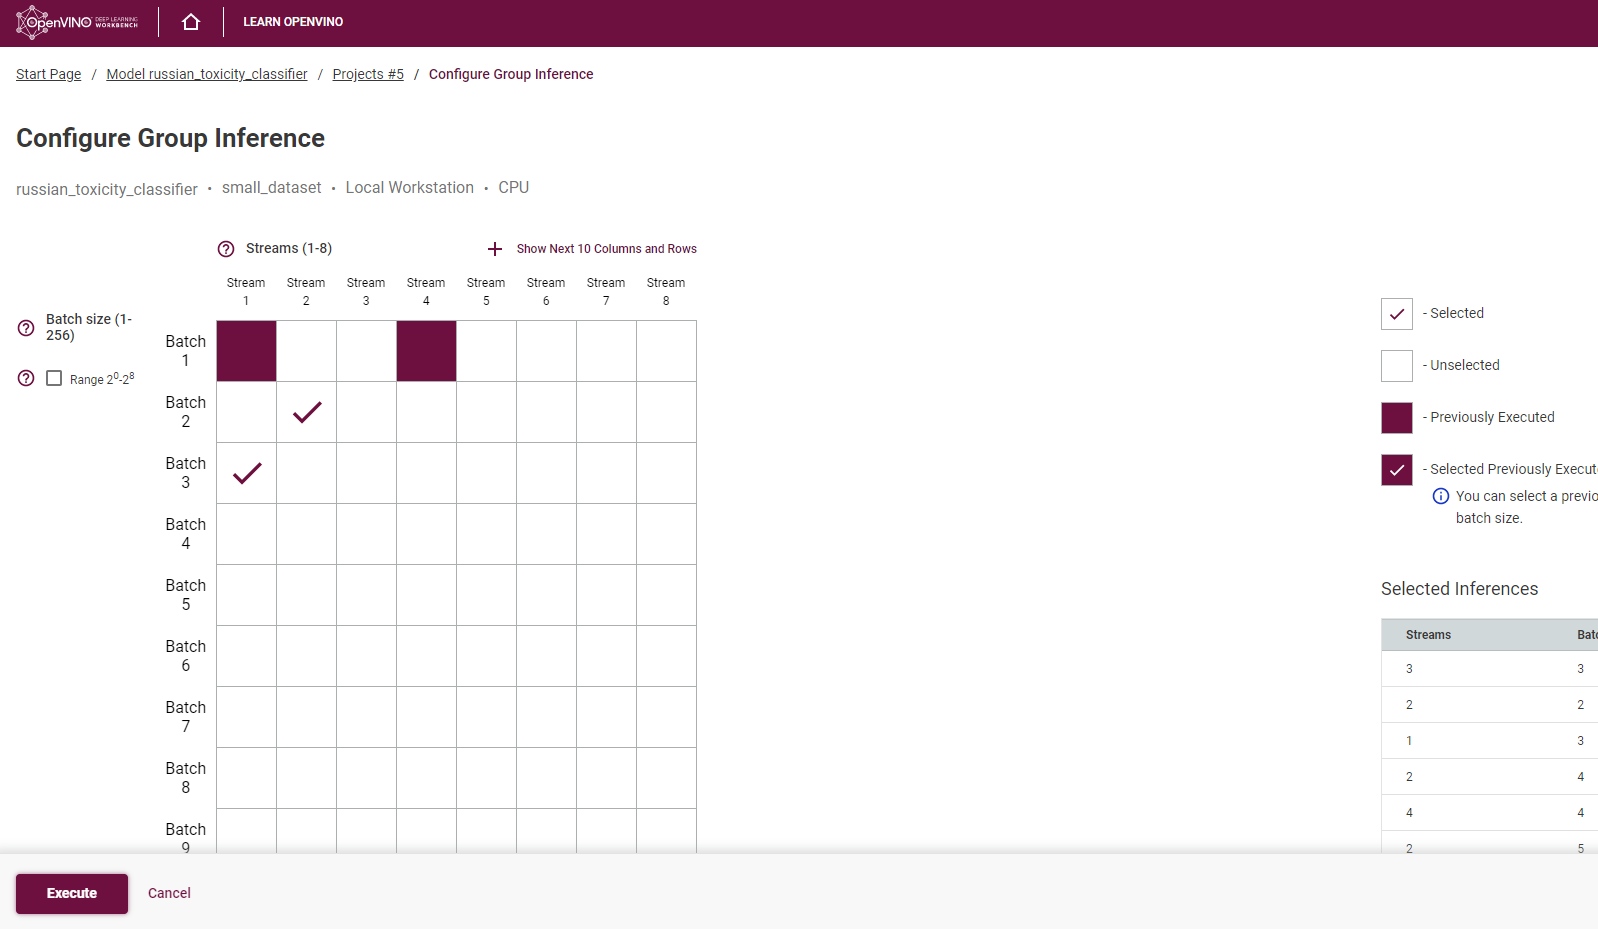 OpenVINO DEEP LEARNING WORKBENCH
LEARN OPENVINO
Start Page / Model russian_toxicity_classifier / Projects #5 / Configure Group Inference
Configure Group Inference
russian_toxicity_classifier • small_dataset • Local Workstation • CPU
Streams (1-8)
Show Next 10 Columns and Rows
Stream 1
Stream 2
Stream 3
Stream 4
Stream 5
Stream 6
Stream 7
Stream 8
Batch size (1-
256)
Range 2⁰-2⁸
Batch
1
Batch
2
Batch
3
Batch
4
Batch
5
Batch
6
Batch
7
Batch
8
Batch
9
- Selected
- Unselected
- Previously Executed
- Selected Previously Execut
You can select a previo
batch size.
Selected Inferences
Streams Batc
3 3
2 2
1 3
2 4
4 4
2 5
Execute
Cancel